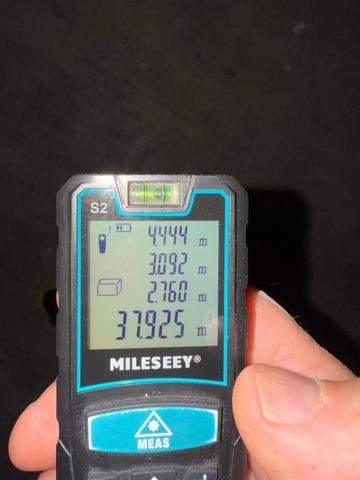 S2
4.444 m
3.092 m
2.760 m
37.925 m³
MILESEEY®
MEAS